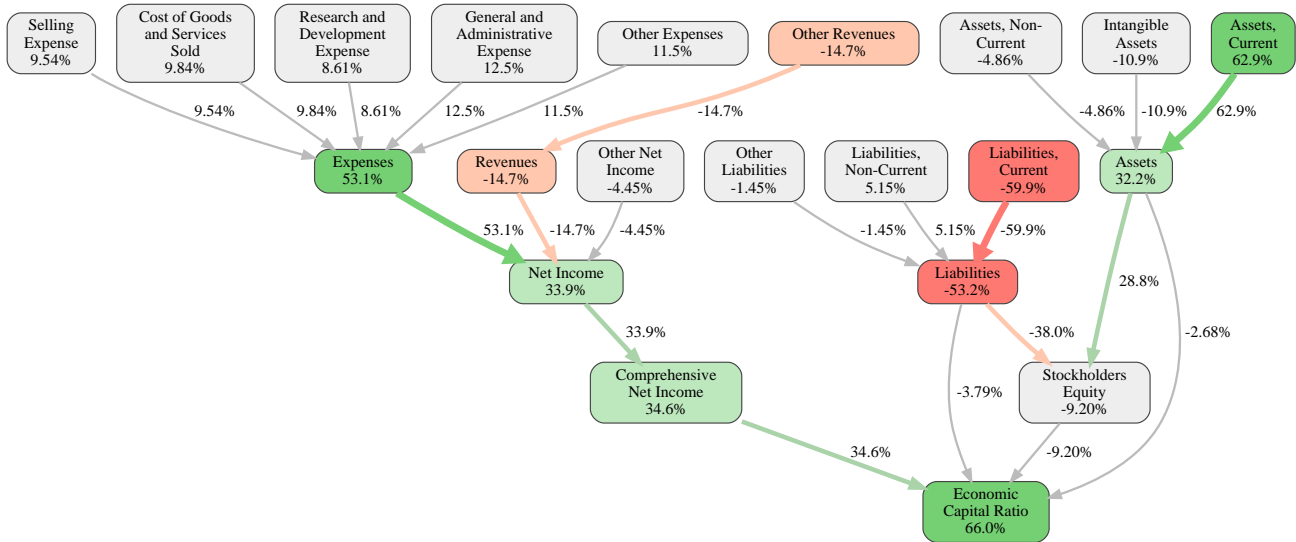 Selling
Expense
9.54%
Cost of Goods
and Services
Sold
9.84%
Research and
Development
Expense
8.61%
General and
Administrative
Expense
12.5%
Other Expenses
11.5%
Other Revenues
-14.7%
Assets, Non-
Current
-4.86%
Intangible
Assets
-10.9%
Assets,
Current
62.9%
9.54%
9.84%
8.61%
12.5%
11.5%
-14.7%
-4.86%
-10.9%
62.9%
Expenses
53.1%
Revenues
-14.7%
Other Net
Income
-4.45%
Other
Liabilities
-1.45%
Liabilities,
Non-Current
5.15%
Liabilities,
Current
-59.9%
Assets
32.2%
53.1%
-14.7%
-4.45%
-1.45%
5.15%
-59.9%
Net Income
33.9%
Liabilities
-53.2%
28.8%
33.9%
-38.0%
-2.68%
Comprehensive
Net Income
34.6%
-3.79%
Stockholders
Equity
-9.20%
34.6%
-9.20%
Economic
Capital Ratio
66.0%